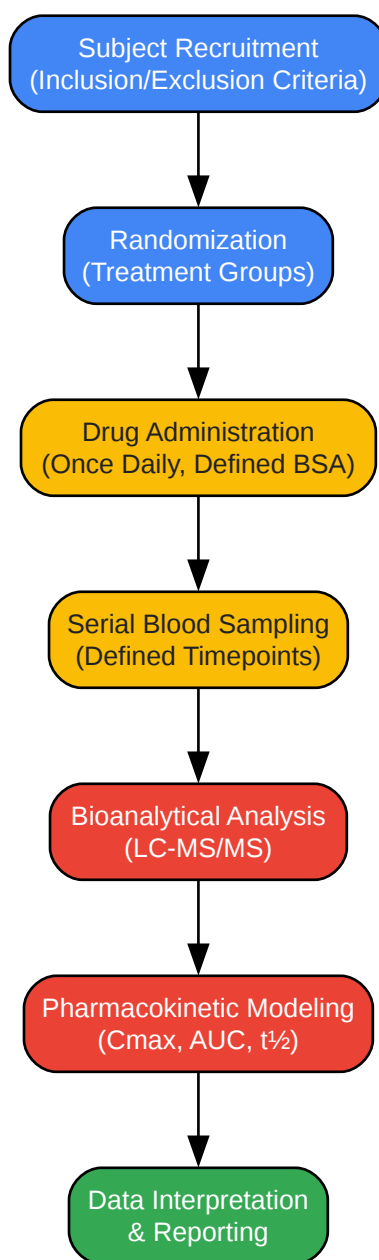 Subject Recruitment
(Inclusion/Exclusion Criteria)
Randomization
(Treatment Groups)
Drug Administration
(Once Daily, Defined BSA)
Serial Blood Sampling
(Defined Timepoints)
Bioanalytical Analysis
(LC-MS/MS)
Pharmacokinetic Modeling
(Cmax, AUC, t½)
Data Interpretation
& Reporting